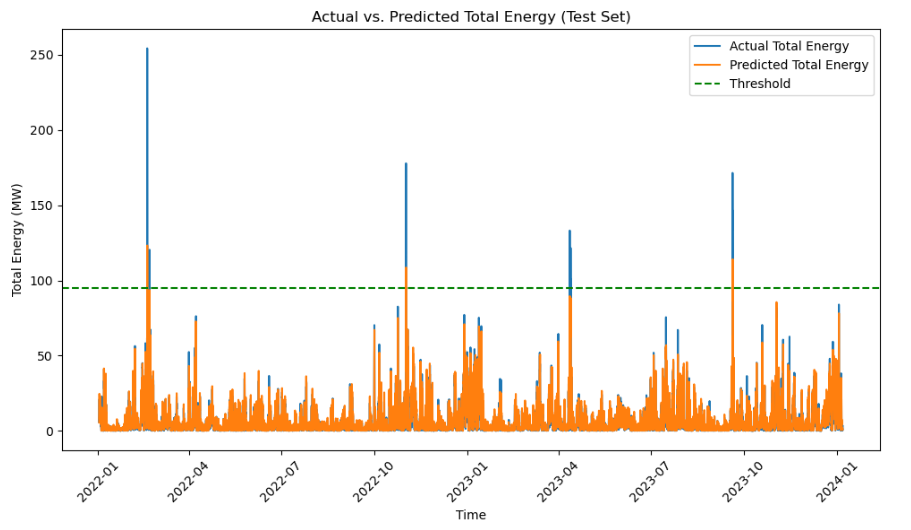 Actual vs. Predicted Total Energy (Test Set)
Actual Total Energy
Predicted Total Energy
Threshold
Total Energy (MW)
250
200
150
100
50
0
2022-01
2022-04
2022-07
2022-10
2023-01
2023-04
2023-07
2023-10
2024-01
Time